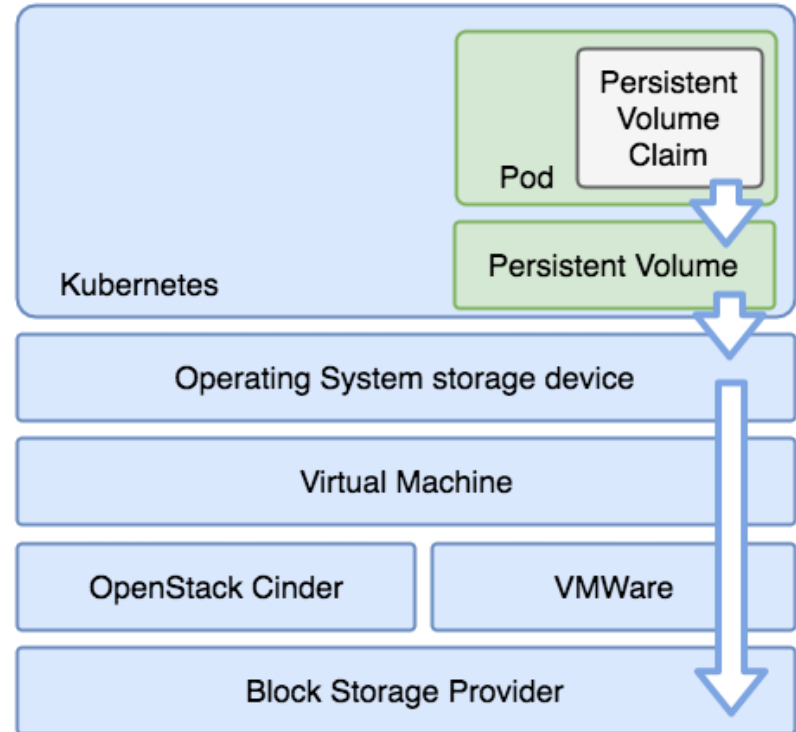 Persistent
Volume
Claim
Pod
Persistent Volume
Kubernetes
Operating System storage device
Virtual Machine
OpenStack Cinder
VMWare
Block Storage Provider